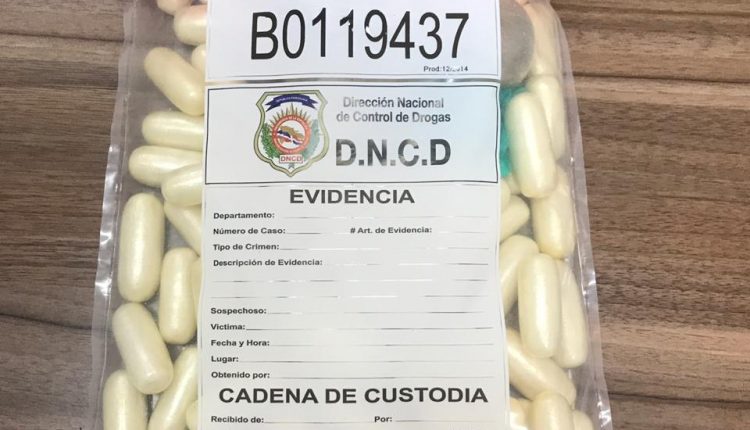 B0119437
Prod:12/2014
Dirección Nacional
de Control de Drogas
DNCD
D.N.C.D
EVIDENCIA
Departamento:
Número de Caso: # Art. de Evidencia:
Tipo de Crimen:
Descripción de Evidencia:
Sospechoso:
Victima:
Fecha y Hora:
Lugar:
Obtenido por:
CADENA DE CUSTODIA
Recibido de: Por: